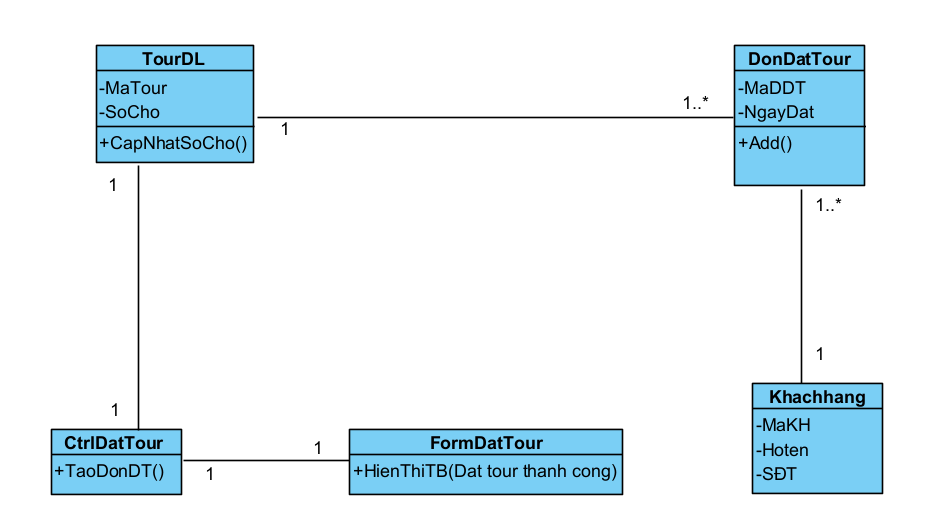 TourDL
-MaTour
-SoCho
+CapNhatSoCho()
1
1..*
DonDatTour
-MaDDT
-NgayDat
+Add()
1
1..*
1
1
Khachhang
-MaKH
-Hoten
-SĐT
CtrlDatTour
+TaoDonDT()
1
1
FormDatTour
+HienThiTB(Dat tour thanh cong)